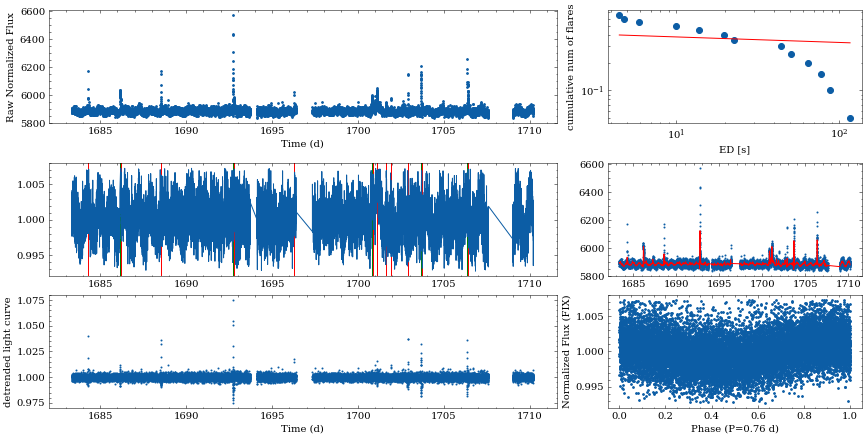 Raw Normalized Flux
6600
6400
6200
6000
5800
1685 1690 1695 1700 1705 1710
Time (d)
cumulative num of flares
10⁻¹
10¹ 10²
ED [s]
1.005
1.000
0.995
1685 1690 1695 1700 1705 1710
6600
6400
6200
6000
5800
1685 1690 1695 1700 1705 1710
detrended light curve
1.075
1.050
1.025
1.000
0.975
1685 1690 1695 1700 1705 1710
Time (d)
Normalized Flux (FIX)
1.005
1.000
0.995
0.0 0.2 0.4 0.6 0.8 1.0
Phase (P=0.76 d)